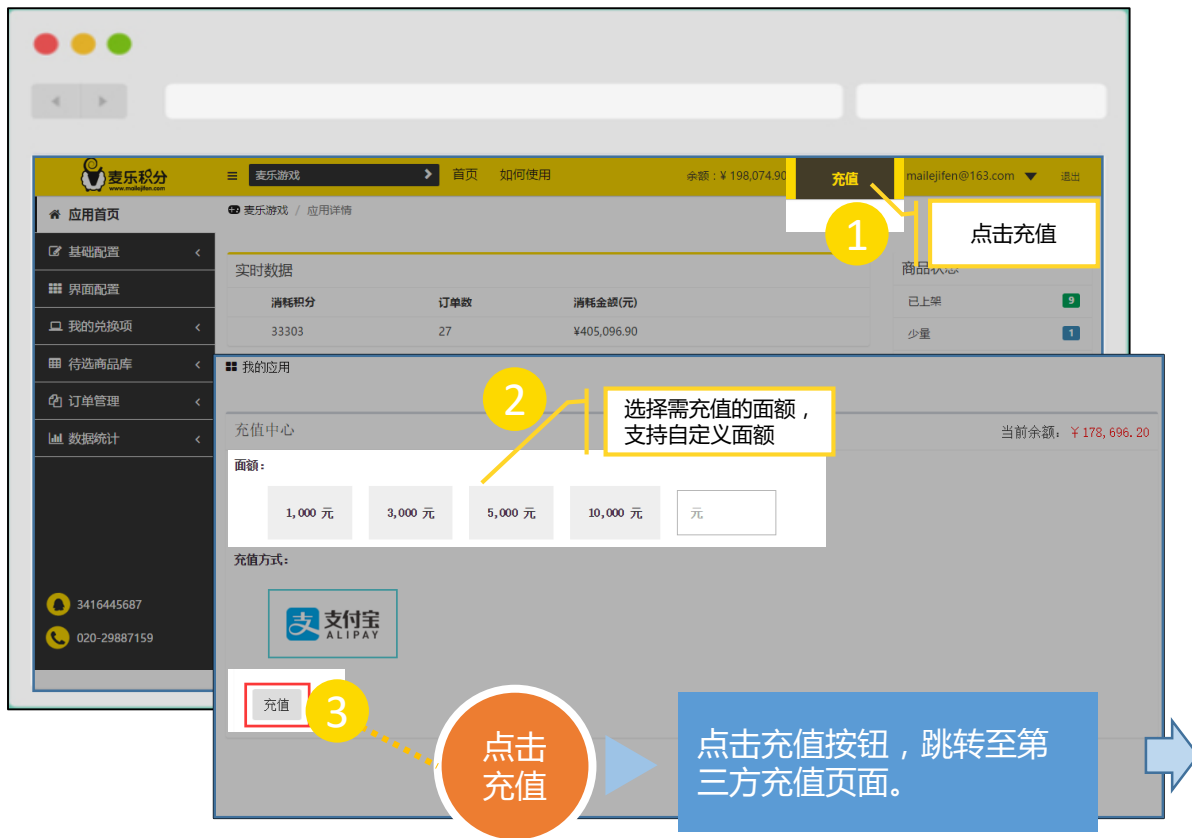 麦乐积分
www.mailejifen.com
麦乐游戏
首页
如何使用
余额：¥ 198,074.90
充值
mailejifen@163.com
退出
应用首页
麦乐游戏 / 应用详情
1
点击充值
基础配置
界面配置
我的兑换项
待选商品库
订单管理
数据统计
3416445687
020-29887159
实时数据
消耗积分 订单数 消耗金额(元)
33303 27 ¥405,096.90
商品状态
已上架 9
少量 1
我的应用
2
选择需充值的面额，
支持自定义面额
充值中心
当前余额：￥178,696.20
面额：
1,000 元 3,000 元 5,000 元 10,000 元 元
充值方式：
支 支付宝
ALIPAY
充值
3
点击
充值
点击充值按钮，跳转至第
三方充值页面。